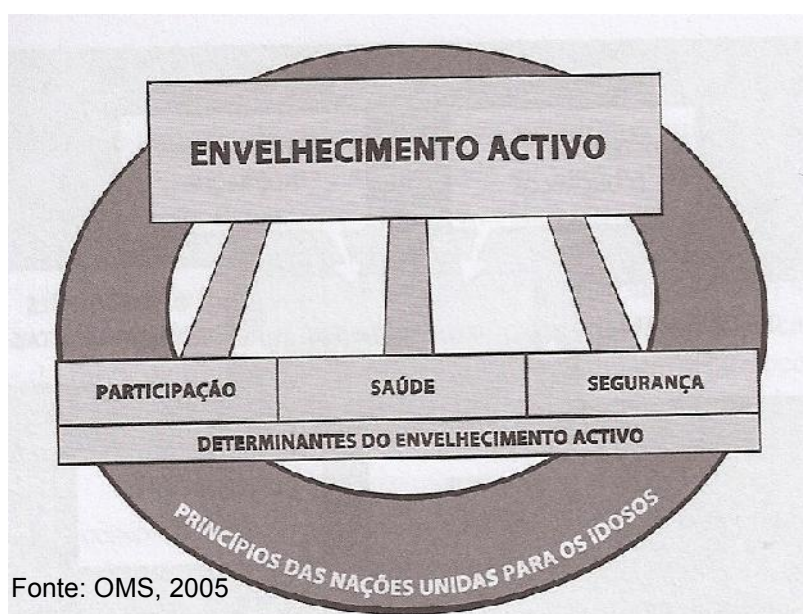 ENVELHECIMENTO ACTIVO
PARTICIPAÇÃO
SAÚDE
SEGURANÇA
DETERMINANTES DO ENVELHECIMENTO ACTIVO
PRINCÍPIOS DAS NAÇÕES UNIDAS PARA OS IDOSOS
Fonte: OMS, 2005